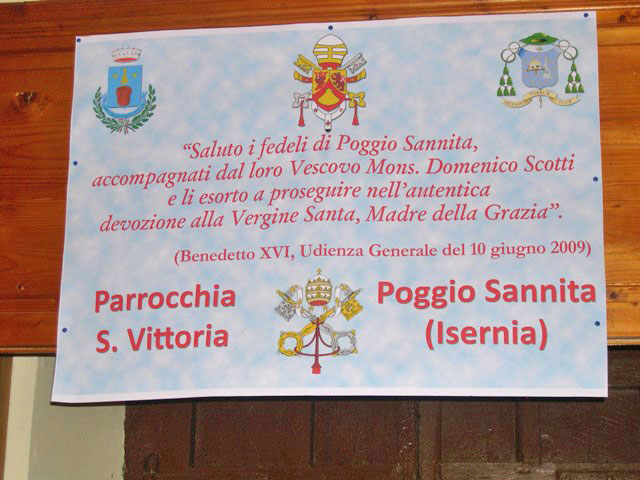 “Saluto i fedeli di Poggio Sannita,
accompagnati dal loro Vescovo Mons. Domenico Scotti
e li esorto a proseguire nell’autentica
devozione alla Vergine Santa, Madre della Grazia”.
(Benedetto XVI, Udienza Generale del 10 giugno 2009)
Parrocchia
S. Vittoria
Poggio Sannita
(Isernia)